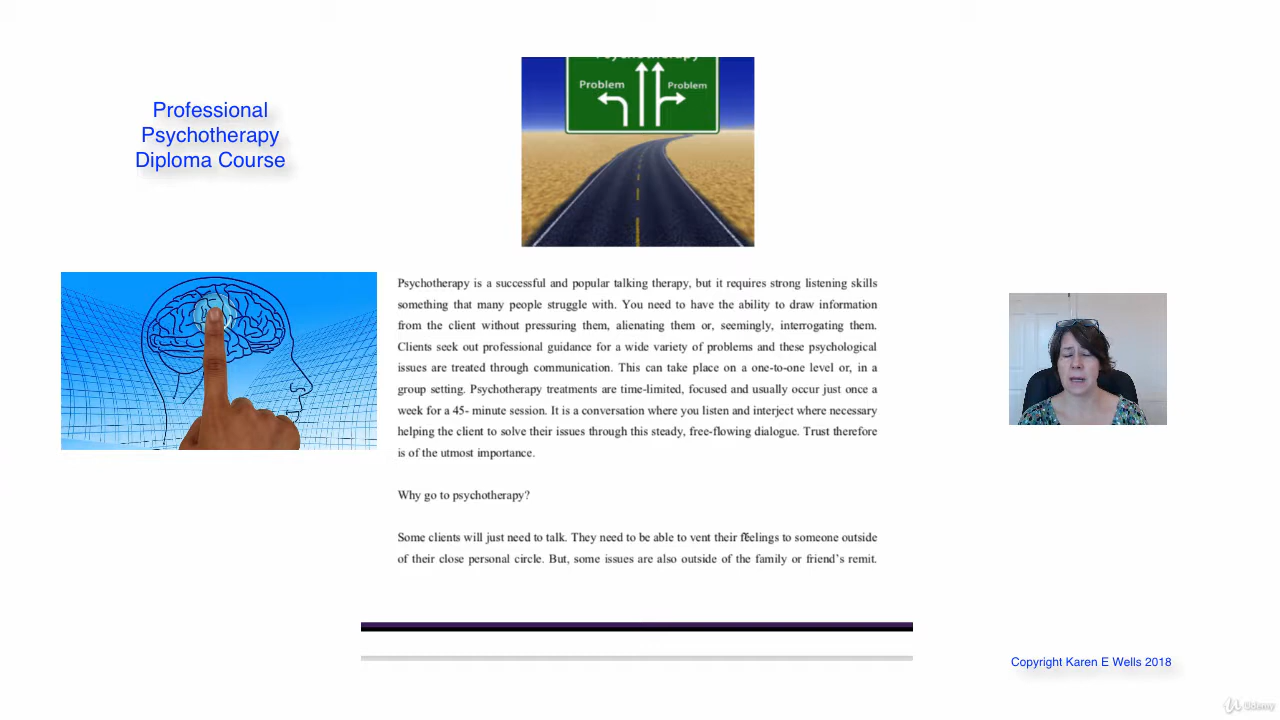 Professional
Psychotherapy
Diploma Course
Psychotherapy
Problem
Problem
Psychotherapy is a successful and popular talking therapy, but it requires strong listening skills
something that many people struggle with. You need to have the ability to draw information
from the client without pressuring them, alienating them or, seemingly, interrogating them.
Clients seek out professional guidance for a wide variety of problems and these psychological
issues are treated through communication. This can take place on a one-to-one level or, in a
group setting. Psychotherapy treatments are time-limited, focused and usually occur just once a
week for a 45- minute session. It is a conversation where you listen and interject where necessary
helping the client to solve their issues through this steady, free-flowing dialogue. Trust therefore
is of the utmost importance.
Why go to psychotherapy?
Some clients will just need to talk. They need to be able to vent their feelings to someone outside
of their close personal circle. But, some issues are also outside of the family or friend's remit.
Copyright Karen E Wells 2018
Udemy